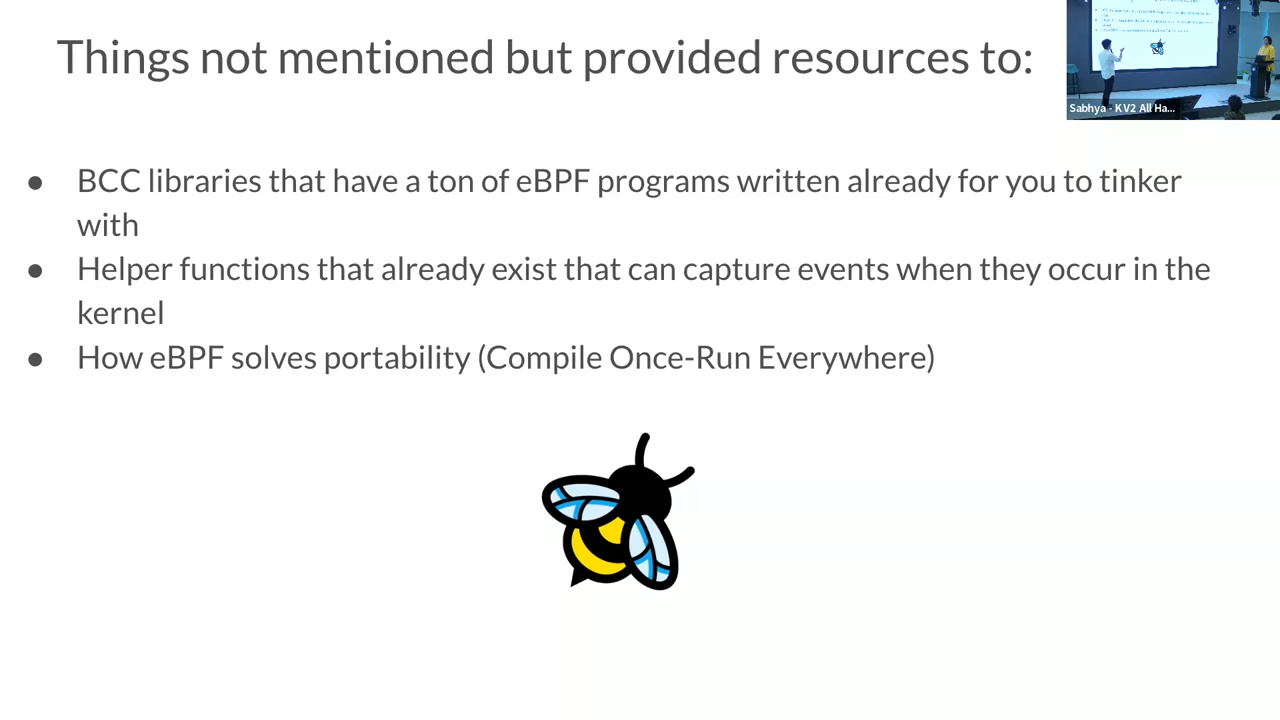 Things not mentioned but provided resources to:
Sabhya - KV2 All Ha...
● BCC libraries that have a ton of eBPF programs written already for you to tinker
with
● Helper functions that already exist that can capture events when they occur in the
kernel
● How eBPF solves portability (Compile Once-Run Everywhere)